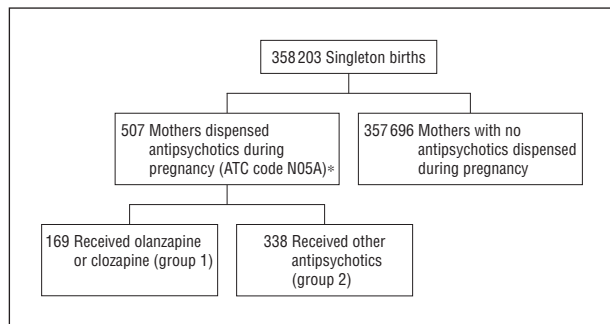 358 203 Singleton births
507 Mothers dispensed
antipsychotics during
pregnancy (ATC code N05A)*
357 696 Mothers with no
antipsychotics dispensed
during pregnancy
169 Received olanzapine
or clozapine (group 1)
338 Received other
antipsychotics
(group 2)